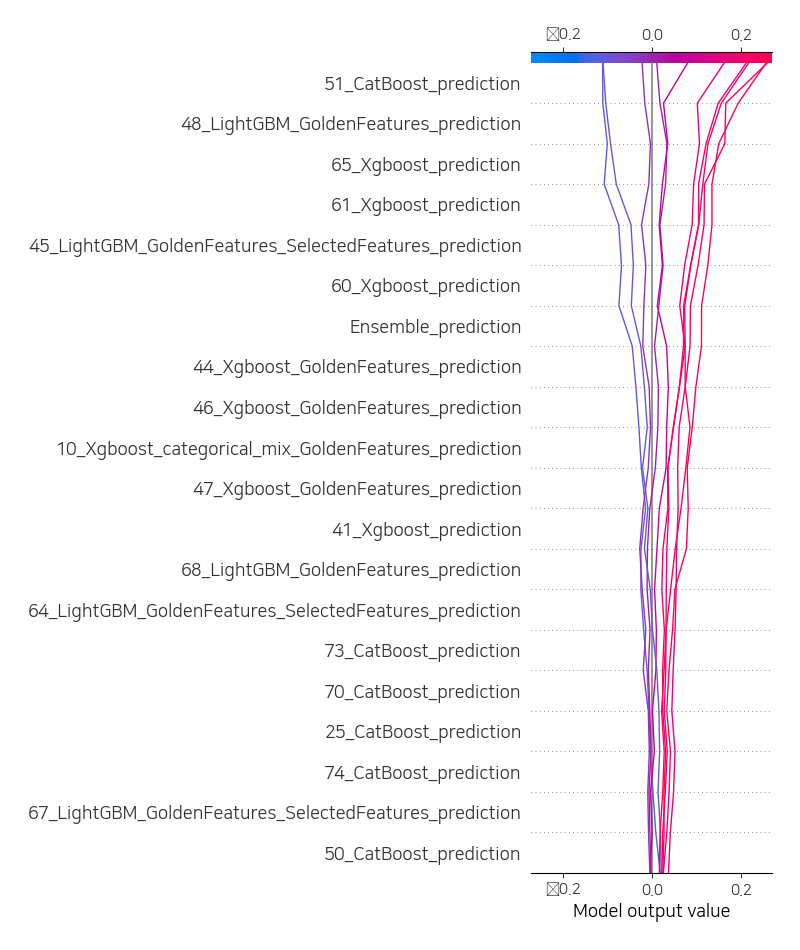 0.2 0.0 0.2
51_CatBoost_prediction
48_LightGBM_GoldenFeatures_prediction
65_Xgboost_prediction
61_Xgboost_prediction
45_LightGBM_GoldenFeatures_SelectedFeatures_prediction
60_Xgboost_prediction
Ensemble_prediction
44_Xgboost_GoldenFeatures_prediction
46_Xgboost_GoldenFeatures_prediction
10_Xgboost_categorical_mix_GoldenFeatures_prediction
47_Xgboost_GoldenFeatures_prediction
41_Xgboost_prediction
68_LightGBM_GoldenFeatures_prediction
64_LightGBM_GoldenFeatures_SelectedFeatures_prediction
73_CatBoost_prediction
70_CatBoost_prediction
25_CatBoost_prediction
74_CatBoost_prediction
67_LightGBM_GoldenFeatures_SelectedFeatures_prediction
50_CatBoost_prediction
0.2 0.0 0.2
Model output value